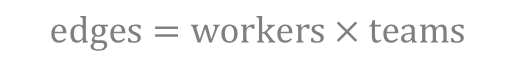 edges = workers × teams